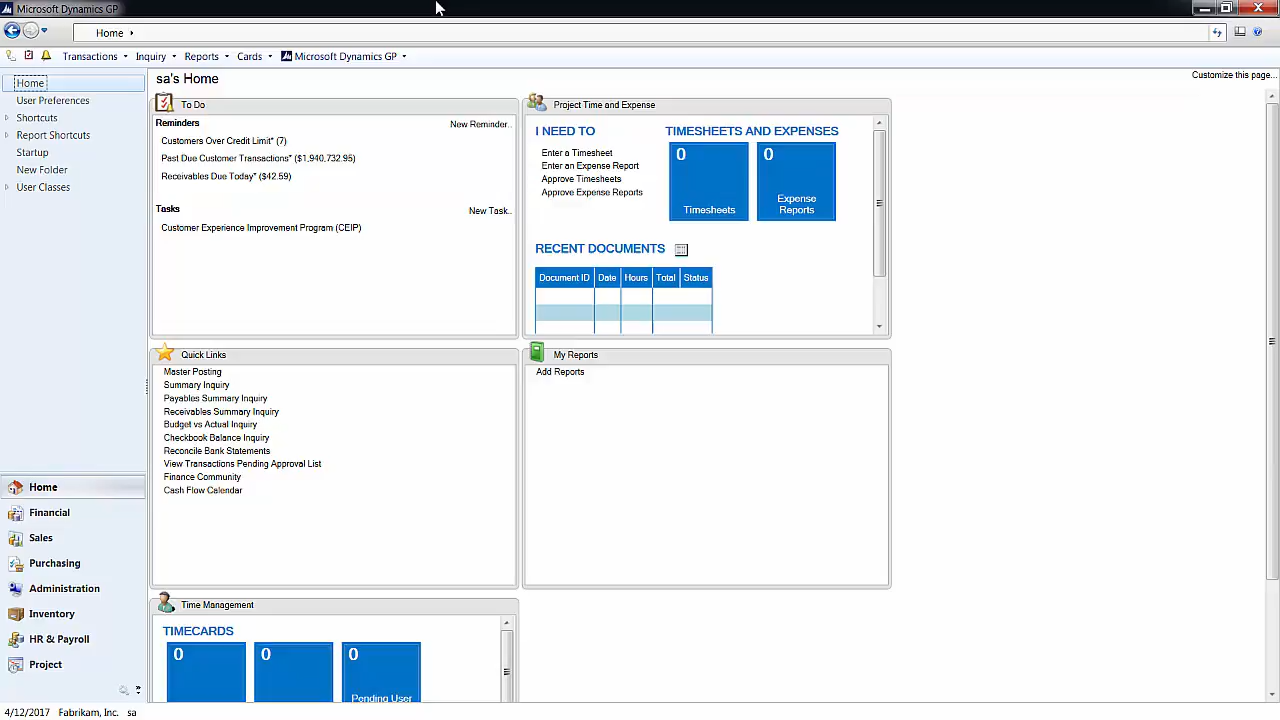 Microsoft Dynamics GP
Home
Transactions Inquiry Reports Cards Microsoft Dynamics GP
Home
User Preferences
Shortcuts
Report Shortcuts
Startup
New Folder
User Classes
Home
Financial
Sales
Purchasing
Administration
Inventory
HR & Payroll
Project
sa's Home
Customize this page...
To Do
Reminders
New Reminder..
Customers Over Credit Limit* (7)
Past Due Customer Transactions* ($1,940,732.95)
Receivables Due Today* ($42.59)
Tasks
New Task..
Customer Experience Improvement Program (CEIP)
Project Time and Expense
I NEED TO
Enter a Timesheet
Enter an Expense Report
Approve Timesheets
Approve Expense Reports
TIMESHEETS AND EXPENSES
0
Timesheets
0
Expense
Reports
RECENT DOCUMENTS
Document ID Date Hours Total Status
Quick Links
Master Posting
Summary Inquiry
Payables Summary Inquiry
Receivables Summary Inquiry
Budget vs Actual Inquiry
Checkbook Balance Inquiry
Reconcile Bank Statements
View Transactions Pending Approval List
Finance Community
Cash Flow Calendar
My Reports
Add Reports
Time Management
TIMECARDS
0 0 0
Pending User
4/12/2017 Fabrikam, Inc. sa